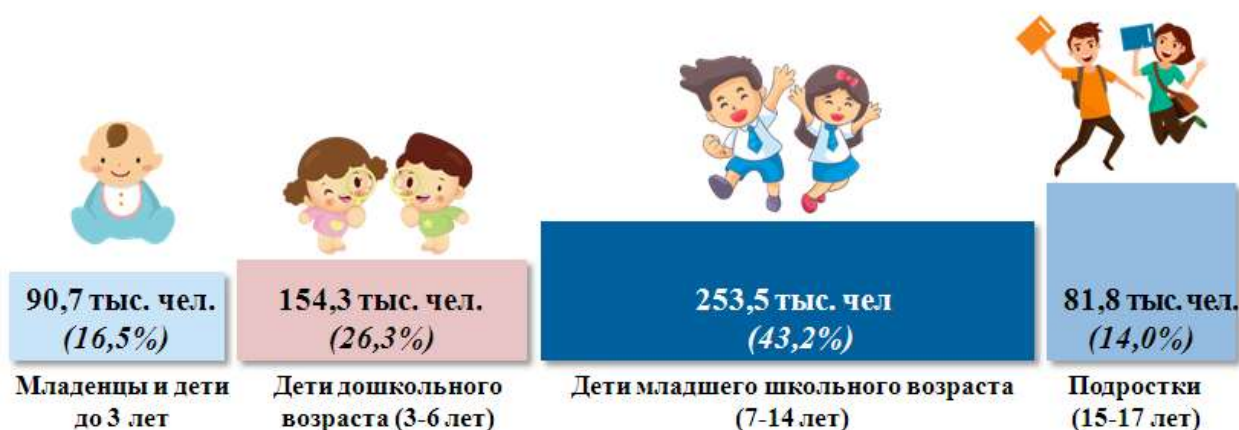 90,7 тыс. чел.
(16,5%)
154,3 тыс. чел.
(26,3%)
253,5 тыс. чел
(43,2%)
81,8 тыс. чел.
(14,0%)
Младенцы и дети
до 3 лет
Дети дошкольного
возраста (3-6 лет)
Дети младшего школьного возраста
(7-14 лет)
Подростки
(15-17 лет)